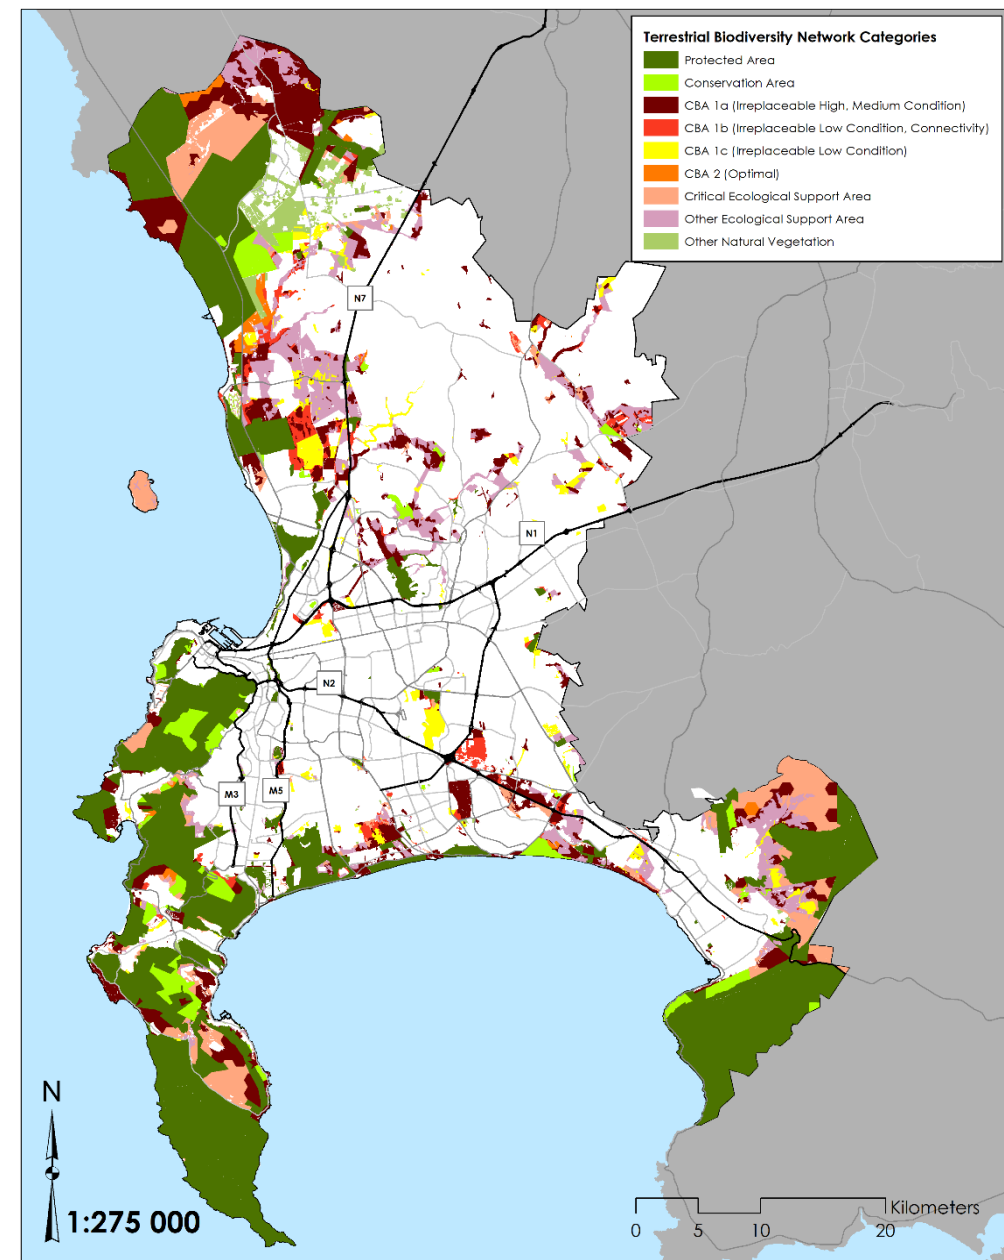 Terrestrial Biodiversity Network Categories
Protected Area
Conservation Area
CBA 1a (Irreplaceable High, Medium Condition)
CBA 1b (Irreplaceable Low Condition, Connectivity)
CBA 1c (Irreplaceable Low Condition)
CBA 2 (Optimal)
Critical Ecological Support Area
Other Ecological Support Area
Other Natural Vegetation
N7
N1
N2
M3
M5
N
1:275 000
Kilometers
0 5 10 20